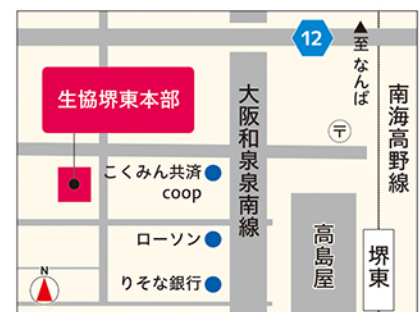 12
▲至 なんば
生協堺東本部
大阪和泉泉南線
南海高野線
〒
こくみん共済
coop
ローソン
高島屋
堺東
りそな銀行
N